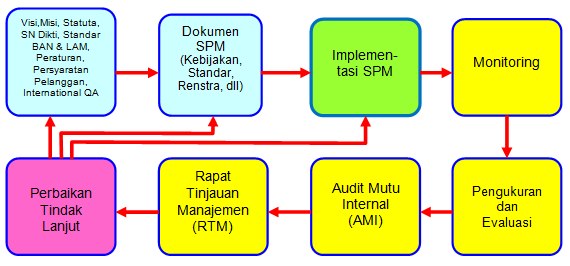 Visi,Misi, Statuta,
SN Dikti, Standar
BAN & LAM,
Peraturan,
Persyaratan
Pelanggan,
International QA
Dokumen
SPM
(Kebijakan,
Standar,
Renstra, dll)
Implemen-
tasi SPM
Monitoring
Perbaikan
Tindak
Lanjut
Rapat
Tinjauan
Manajemen
(RTM)
Audit Mutu
Internal
(AMI)
Pengukuran
dan
Evaluasi